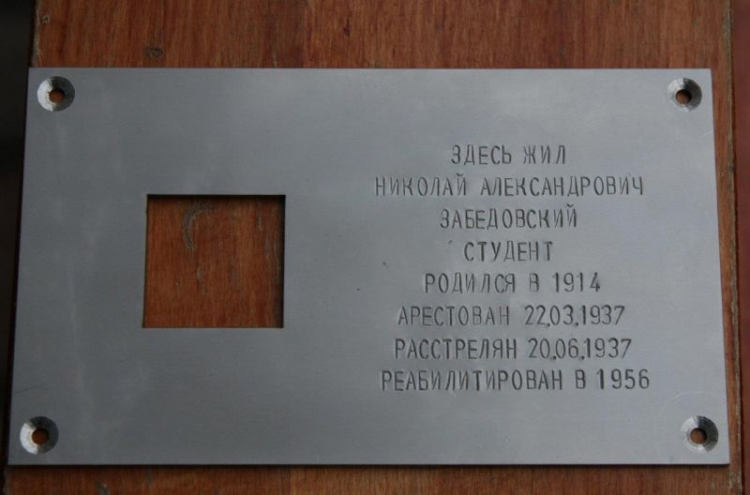 ЗДЕСЬ ЖИЛ
НИКОЛАЙ АЛЕКСАНДРОВИЧ
ЗАБЕДОВСКИЙ
СТУДЕНТ
РОДИЛСЯ В 1914
АРЕСТОВАН 22.03.1937
РАССТРЕЛЯН 20.06.1937
РЕАБИЛИТИРОВАН В 1956